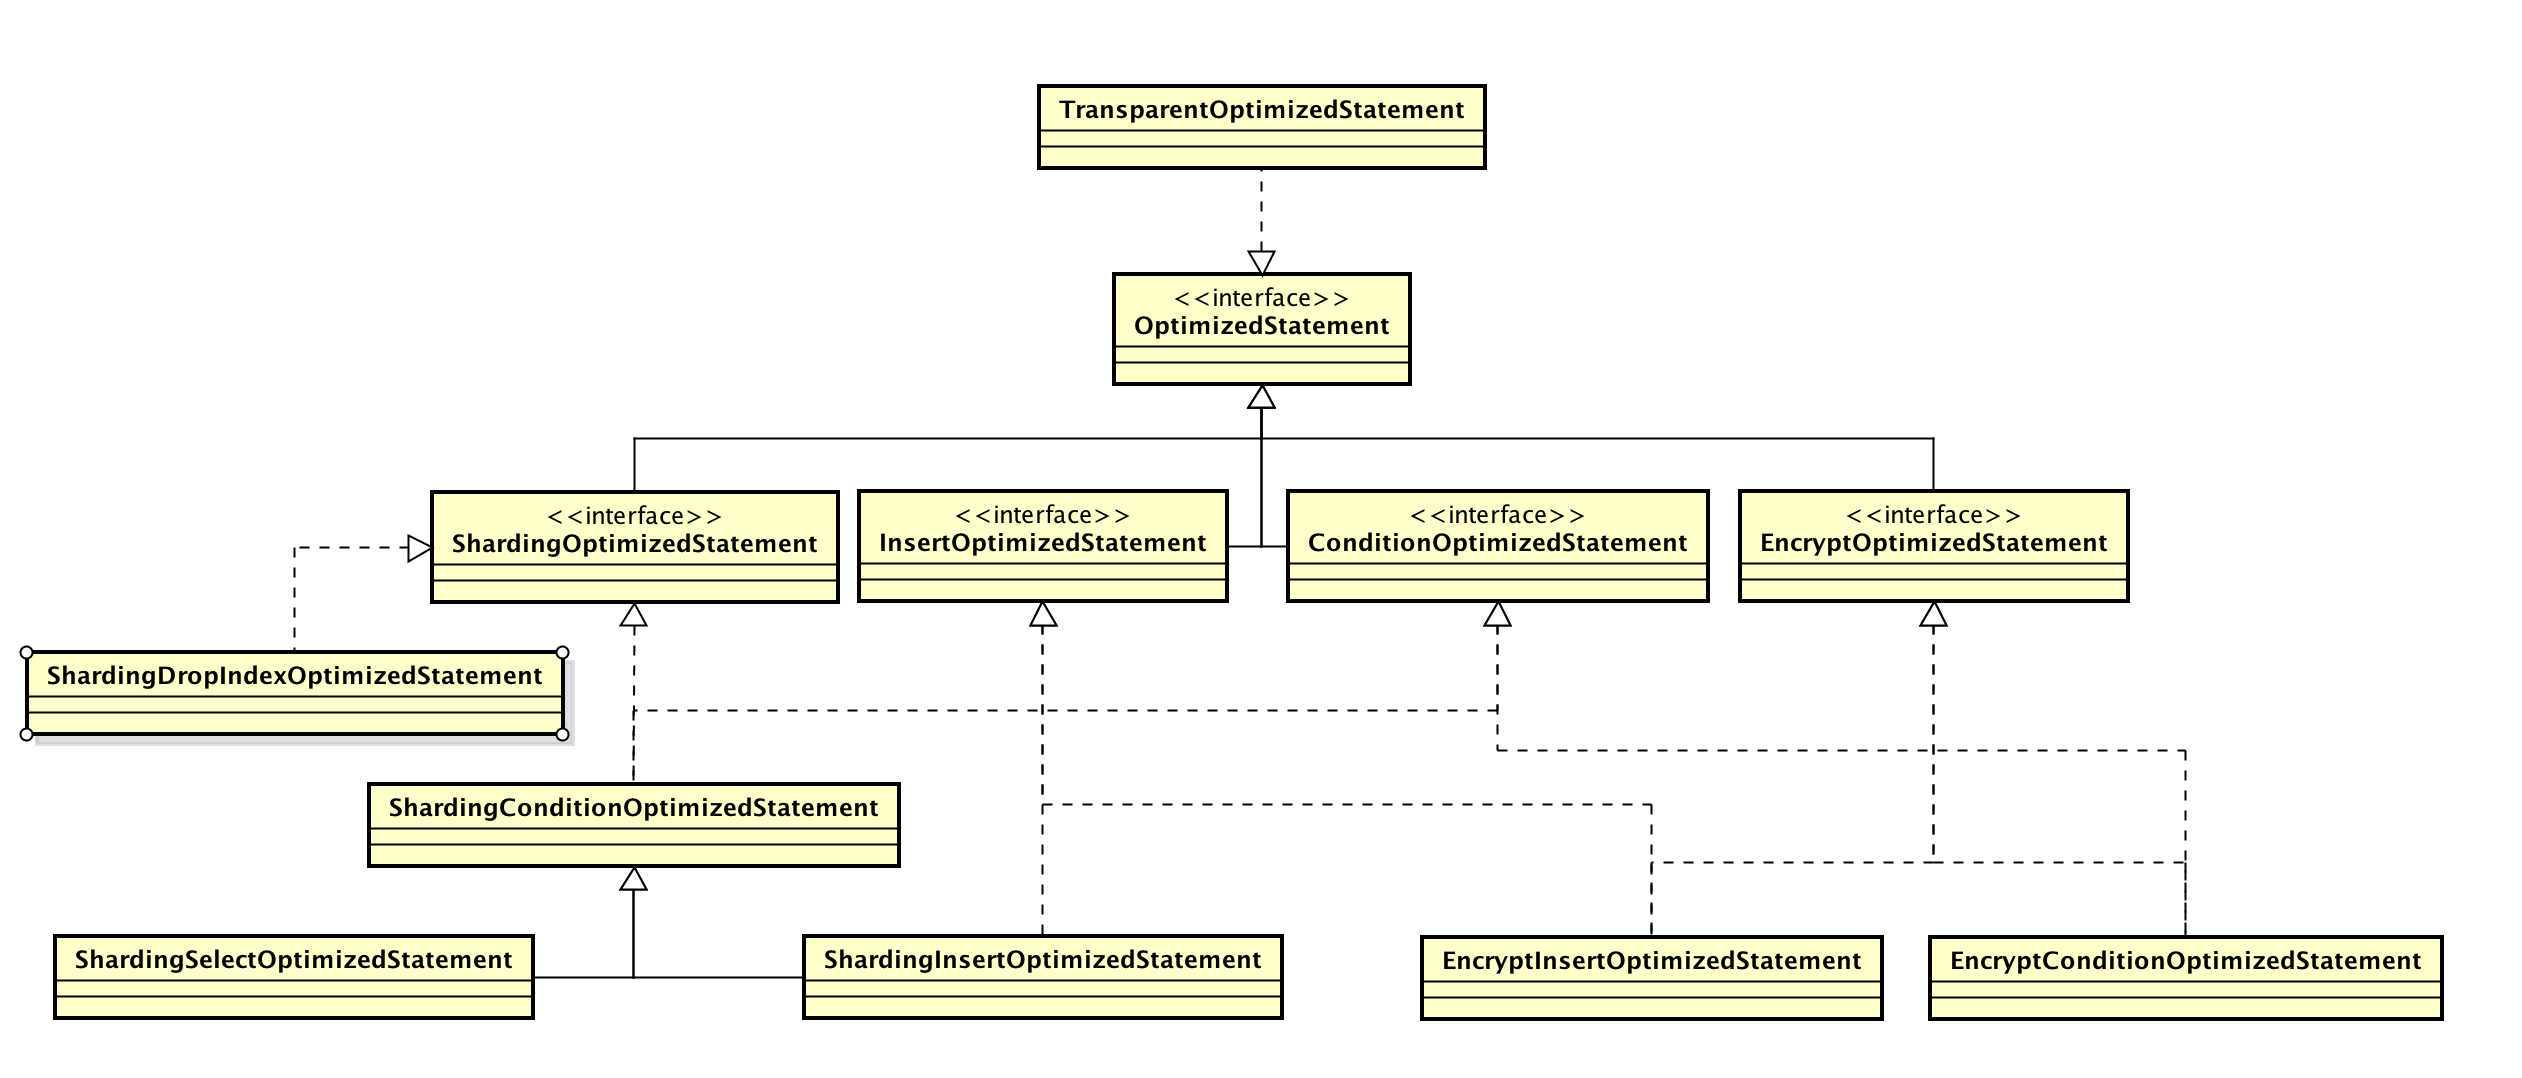 TransparentOptimizedStatement
<<interface>>
OptimizedStatement
<<interface>>
ShardingOptimizedStatement
<<interface>>
InsertOptimizedStatement
<<interface>>
ConditionOptimizedStatement
<<interface>>
EncryptOptimizedStatement
ShardingDropIndexOptimizedStatement
ShardingConditionOptimizedStatement
ShardingSelectOptimizedStatement
ShardingInsertOptimizedStatement
EncryptInsertOptimizedStatement
EncryptConditionOptimizedStatement